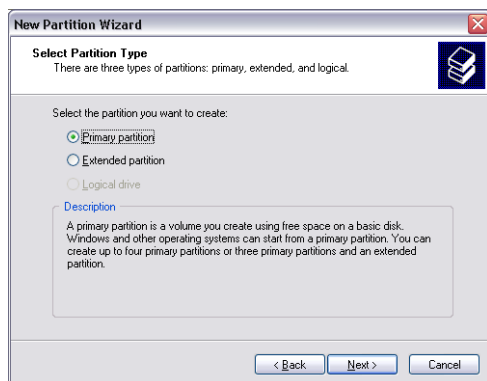 New Partition Wizard
Select Partition Type
There are three types of partitions: primary, extended, and logical.
Select the partition you want to create:
Primary partition
Extended partition
Logical drive
Description
A primary partition is a volume you create using free space on a basic disk.
Windows and other operating systems can start from a primary partition. You can
create up to four primary partitions or three primary partitions and an extended
partition.
< Back
Next >
Cancel